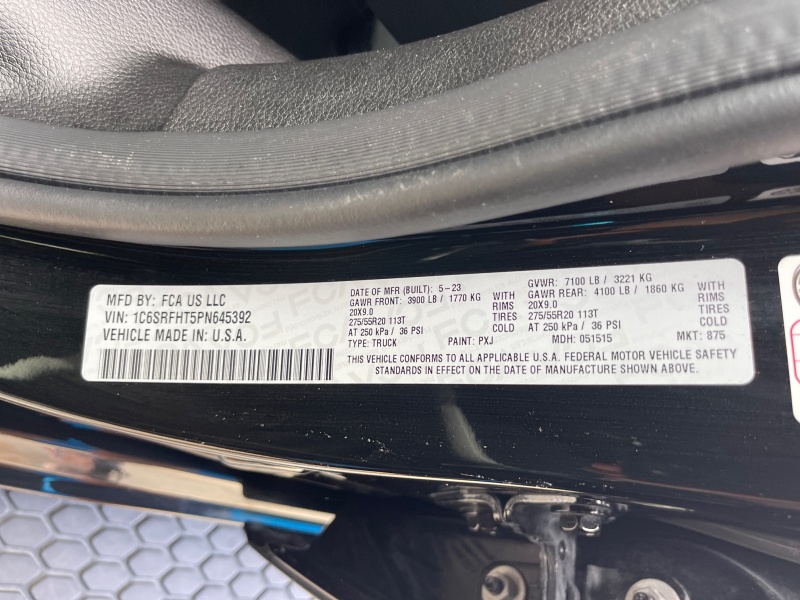 MFD BY: FCA US LLC
VIN: 1C6SRFHT5PN645392
VEHICLE MADE IN: U.S.A.
DATE OF MFR (BUILT): 5-23 GVWR: 7100 LB / 3221 KG
GAWR FRONT: 3900 LB / 1770 KG WITH GAWR REAR: 4100 LB / 1860 KG WITH
20X9.0 RIMS 20X9.0 RIMS
275/55R20 113T TIRES 275/55R20 113T TIRES
AT 250 kPa / 36 PSI COLD AT 250 kPa / 36 PSI COLD
TYPE: TRUCK PAINT: PXJ MDH: 051515 MKT: 875
THIS VEHICLE CONFORMS TO ALL APPLICABLE U.S.A. FEDERAL MOTOR VEHICLE SAFETY
STANDARDS IN EFFECT ON THE DATE OF MANUFACTURE SHOWN ABOVE.